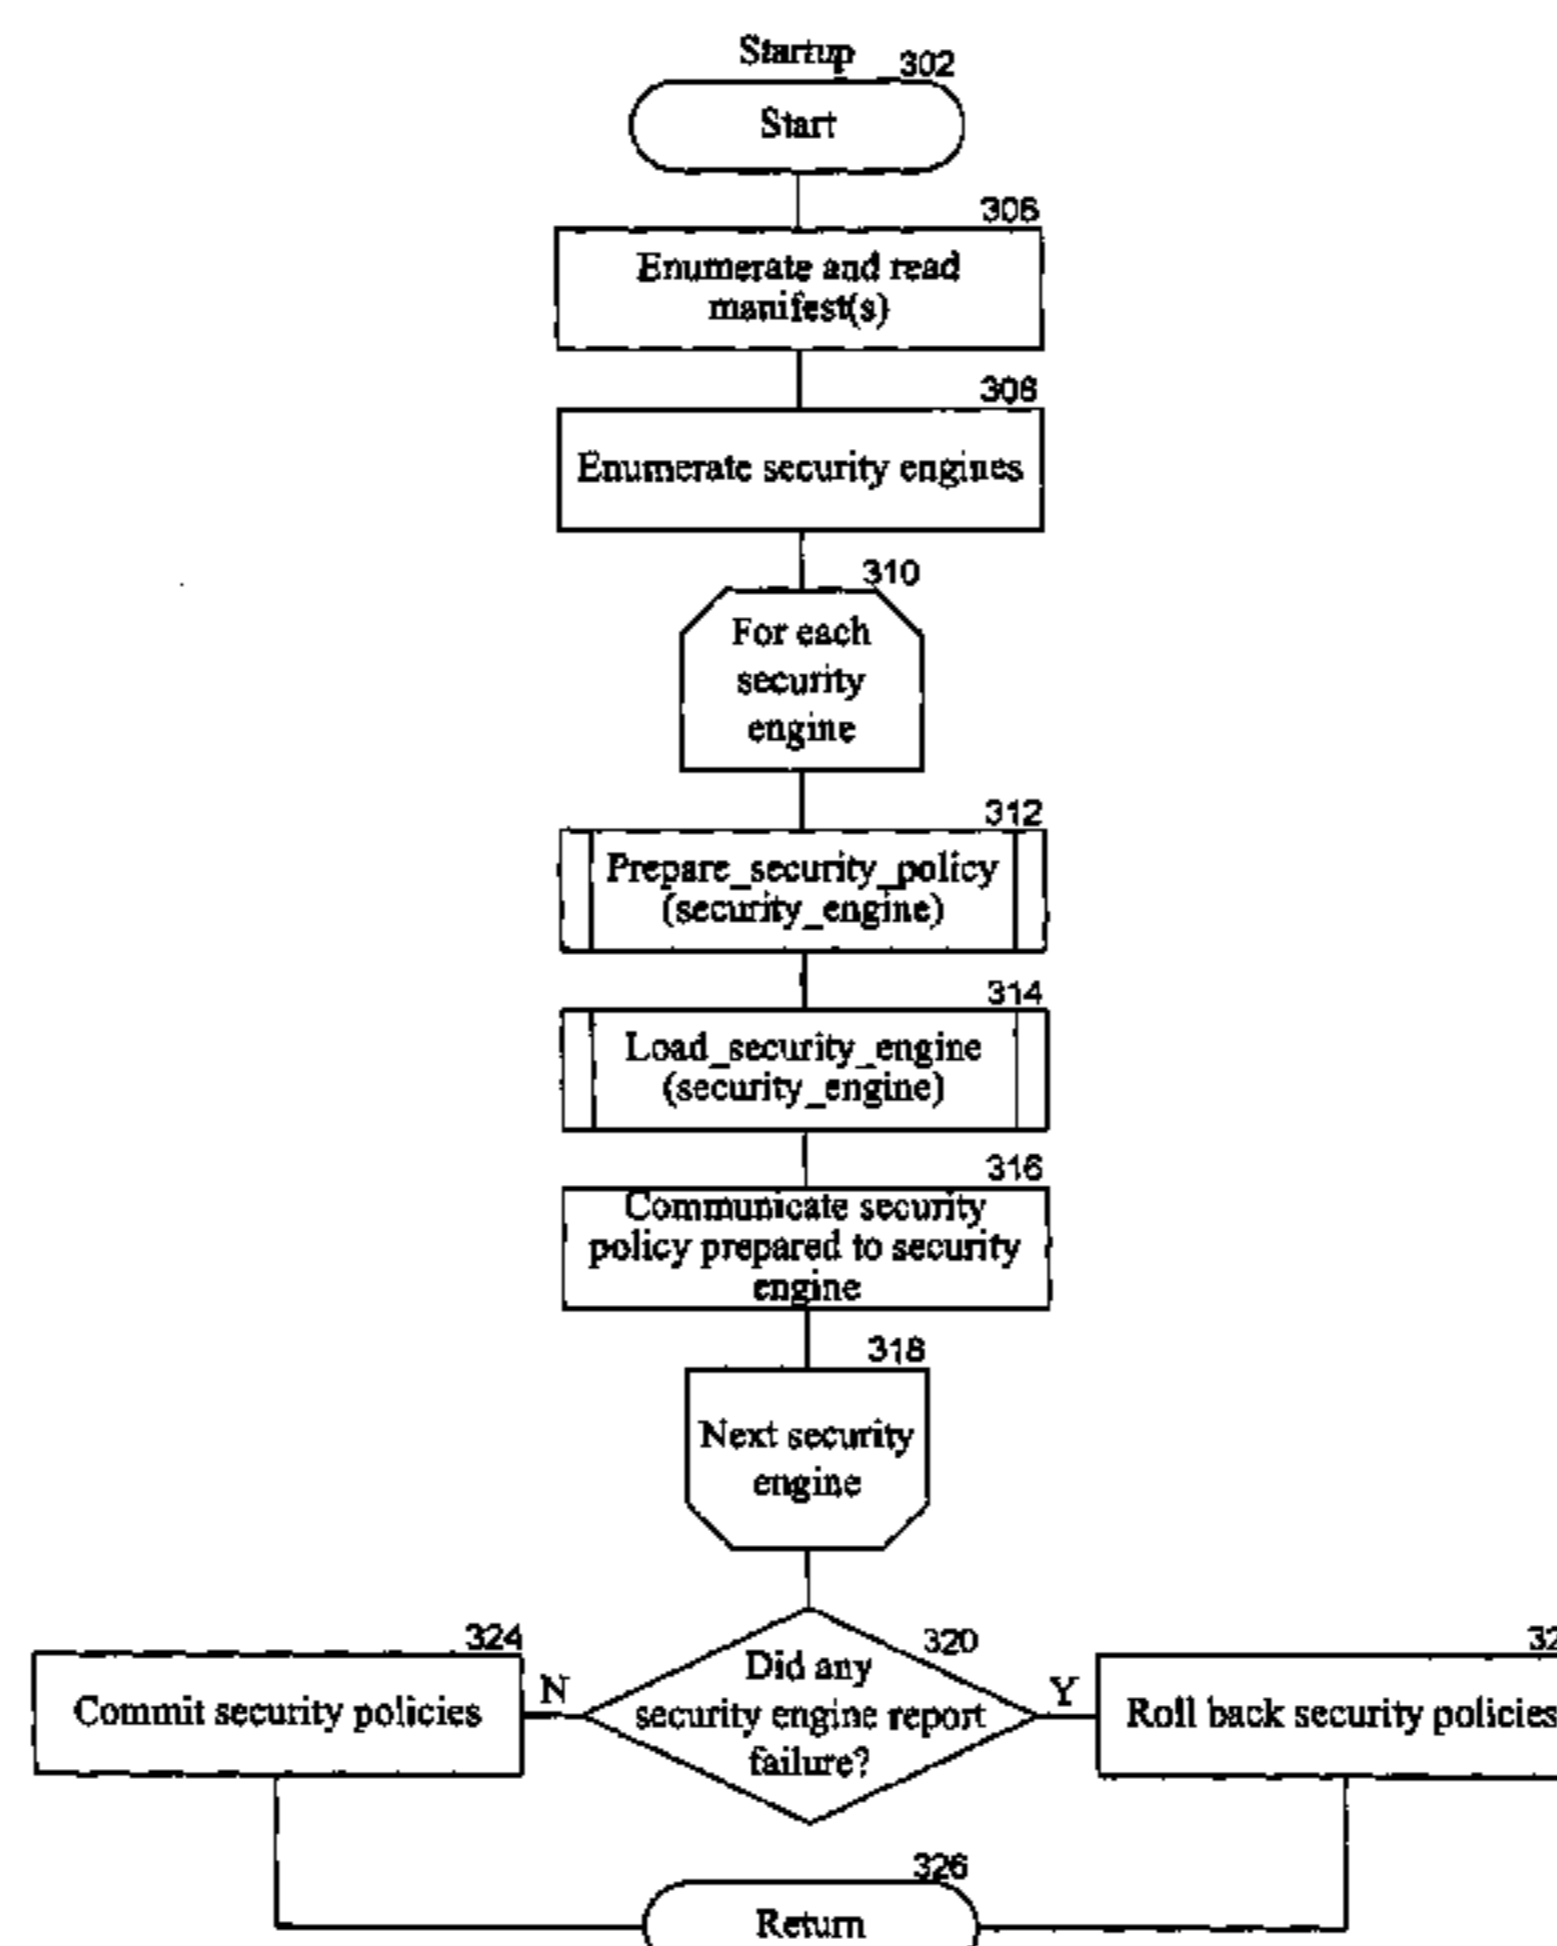 Startup
302
Start
306
Enumerate and read
manifest(s)
308
Enumerate security engines
310
For each
security
engine
312
Prepare_security_policy
(security_engine)
314
Load_security_engine
(security_engine)
316
Communicate security
policy prepared to security
engine
318
Next security
engine
324
Commit security policies
N
320
Did any
security engine report
failure?
Y
Roll back security policies
326
Return